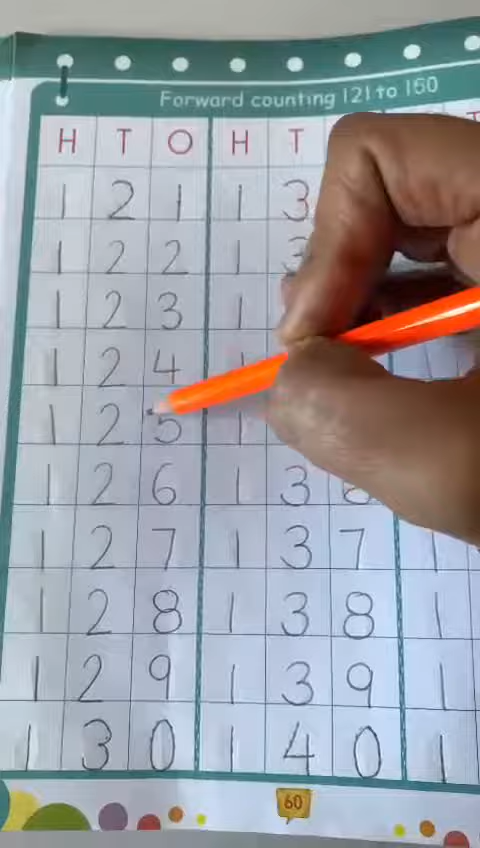 Forward counting 121 to 150
H T O H T
1 2 1 1 3
1 2 2 1 3
1 2 3 1
1 2 4 1
1 2 5 1
1 2 6 1 3 6
1 2 7 1 3 7 1
1 2 8 1 3 8 1
1 2 9 1 3 9 1
1 3 0 1 4 0 1
60